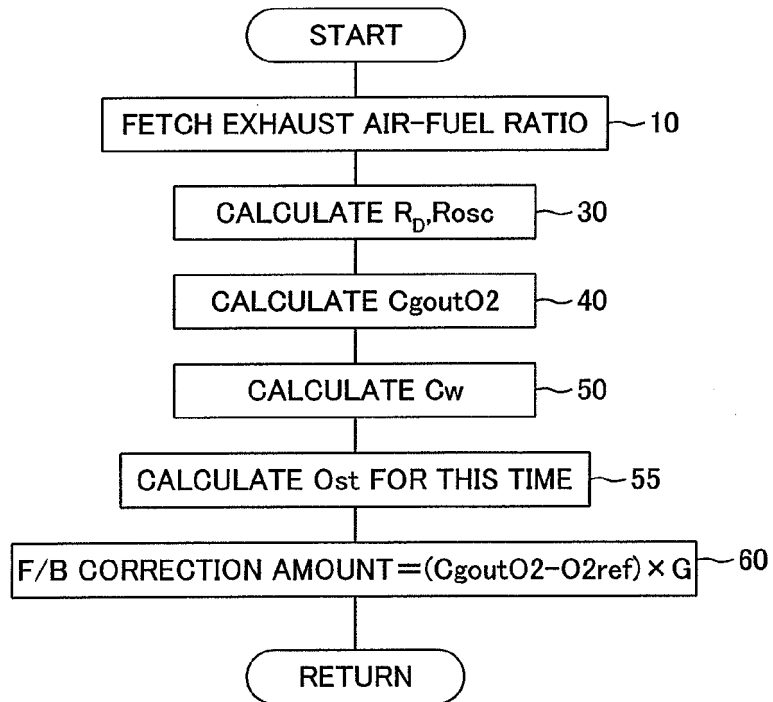 START
FETCH EXHAUST AIR-FUEL RATIO 10
CALCULATE R_D,Rosc 30
CALCULATE CgoutO2 40
CALCULATE Cw 50
CALCULATE Ost FOR THIS TIME 55
F/B CORRECTION AMOUNT=(CgoutO2-O2ref)×G 60
RETURN